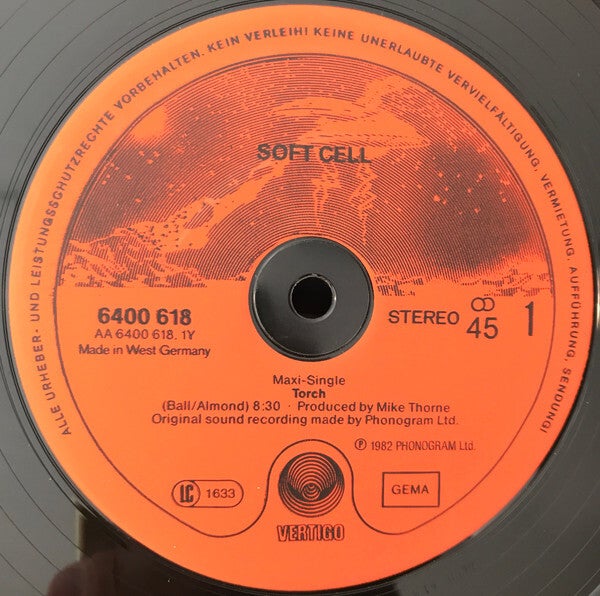 ALLE URHEBER- UND LEISTUNGSSCHUTZRECHTE VORBEHALTEN. KEIN VERLEIH! KEINE UNERLAUBTE VERVIELFÄLTIGUNG, VERMIETUNG, AUFFÜHRUNG, SENDUNG!
SOFT CELL
6400 618
AA 6400 618.1Y
Made in West Germany
STEREO 45 1
Maxi-Single
Torch
(Ball/Almond) 8:30 · Produced by Mike Thorne
Original sound recording made by Phonogram Ltd.
Ⓟ 1982 PHONOGRAM Ltd.
LC 1633
GEMA
VERTIGO